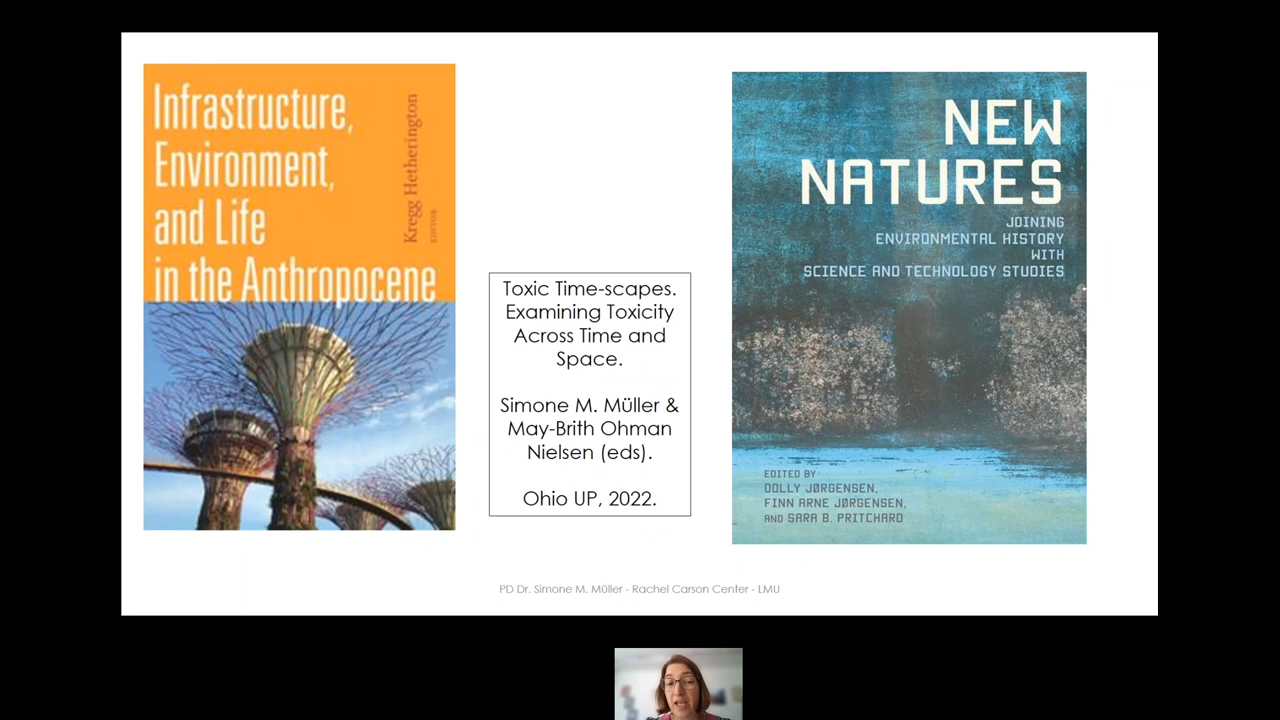 Infrastructure,
Environment,
and Life
in the Anthropocene
Kregg Hetherington
EDITOR
Toxic Time-scapes.
Examining Toxicity
Across Time and
Space.
Simone M. Müller &
May-Brith Ohman
Nielsen (eds).
Ohio UP, 2022.
NEW
NATURES
JOINING
ENVIRONMENTAL HISTORY
WITH
SCIENCE AND TECHNOLOGY STUDIES
EDITED BY
DOLLY JØRGENSEN,
FINN ARNE JØRGENSEN,
AND SARA B. PRITCHARD
PD Dr. Simone M. Müller - Rachel Carson Center - LMU